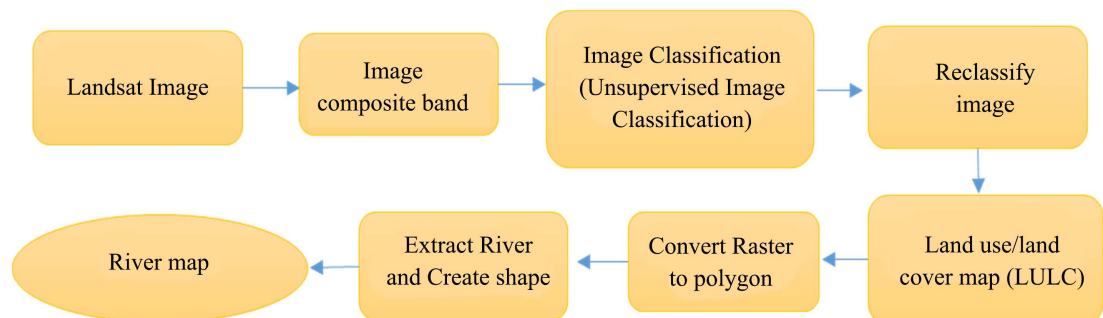 Landsat Image
Image
composite band
Image Classification
(Unsupervised Image
Classification)
Reclassify
image
Land use/land
cover map (LULC)
Convert Raster
to polygon
Extract River
and Create shape
River map